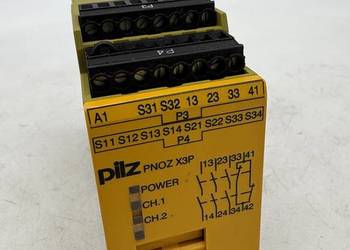 P3
P4
A1 S31 S32 13 23 33 41
P3
S11 S12 S13 S14 S21 S22 S33 S34
P4
pilz PNOZ X3P
POWER
CH.1
CH.2
13 23 33 41
14 24 34 42